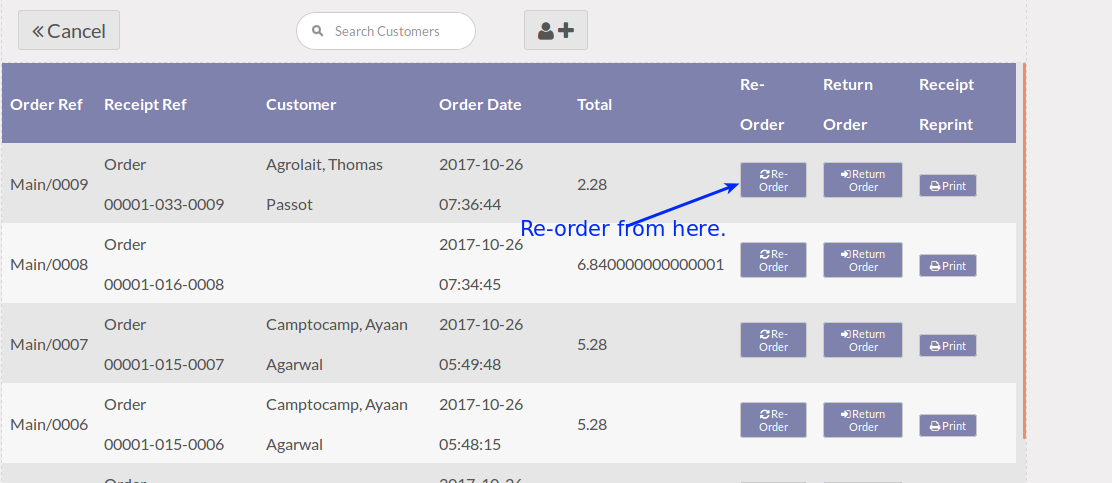 Cancel
Search Customers
Order Ref Receipt Ref Customer Order Date Total Re-Order Return Order Receipt Reprint
Main/0009 Order 00001-033-0009 Agrolait, Thomas Passot 2017-10-26 07:36:44 2.28 Re-Order Return Order Print
Re-order from here.
Main/0008 Order 00001-016-0008 2017-10-26 07:34:45 6.840000000000001 Re-Order Return Order Print
Main/0007 Order 00001-015-0007 Camptocamp, Ayaan Agarwal 2017-10-26 05:49:48 5.28 Re-Order Return Order Print
Main/0006 Order 00001-015-0006 Camptocamp, Ayaan Agarwal 2017-10-26 05:48:15 5.28 Re-Order Return Order Print